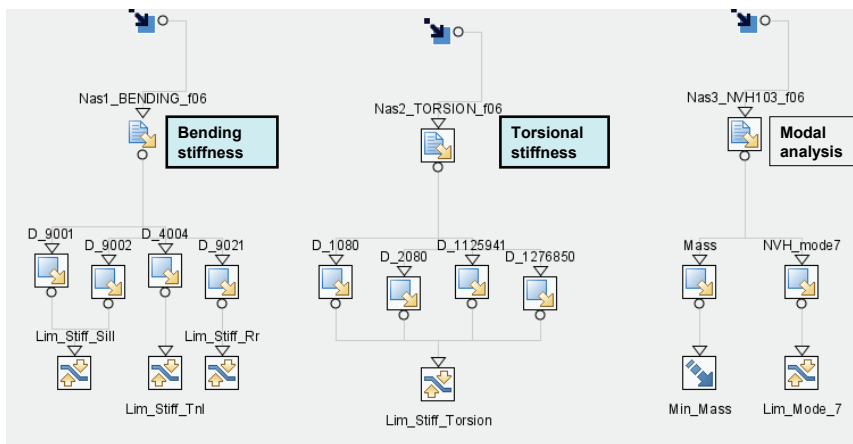 Nas1_BENDING_f06
Bending
stiffness
D_9001
D_9002
D_4004
D_9021
Lim_Stiff_Sill
Lim_Stiff_Rr
Lim_Stiff_Tnl
Nas2_TORSION_f06
Torsional
stiffness
D_1080
D_2080
D_1125941
D_1276850
Lim_Stiff_Torsion
Nas3_NVH103_f06
Modal
analysis
Mass
NVH_mode7
Min_Mass
Lim_Mode_7